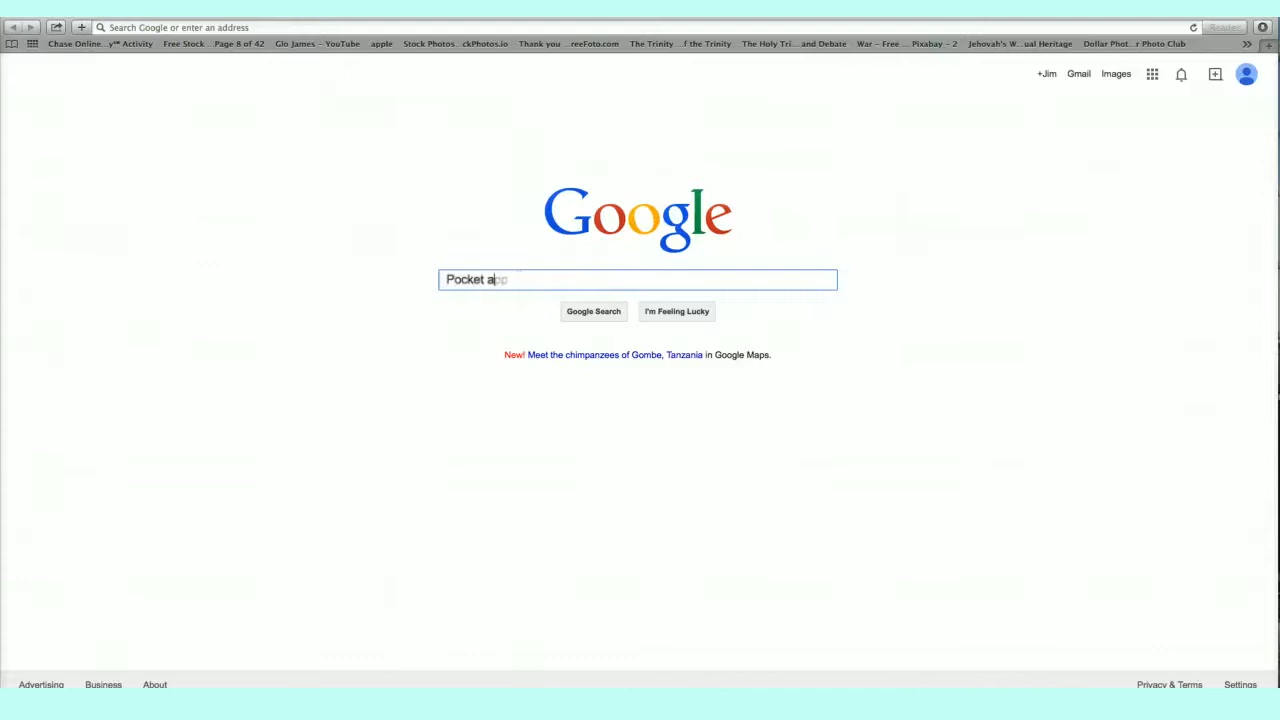 Search Google or enter an address Reader
Chase Online...y℠ Activity Free Stock ...Page 8 of 42 Glo James – YouTube apple Stock Photos...ckPhotos.io Thank you ...reeFoto.com The Trinity ...f the Trinity The Holy Tri... and Debate War – Free ... Pixabay – 2 Jehovah's W...ual Heritage Dollar Phot...r Photo Club
+Jim Gmail Images
Google
Pocket app
Google Search I'm Feeling Lucky
New! Meet the chimpanzees of Gombe, Tanzania in Google Maps.
Advertising Business About Privacy & Terms Settings